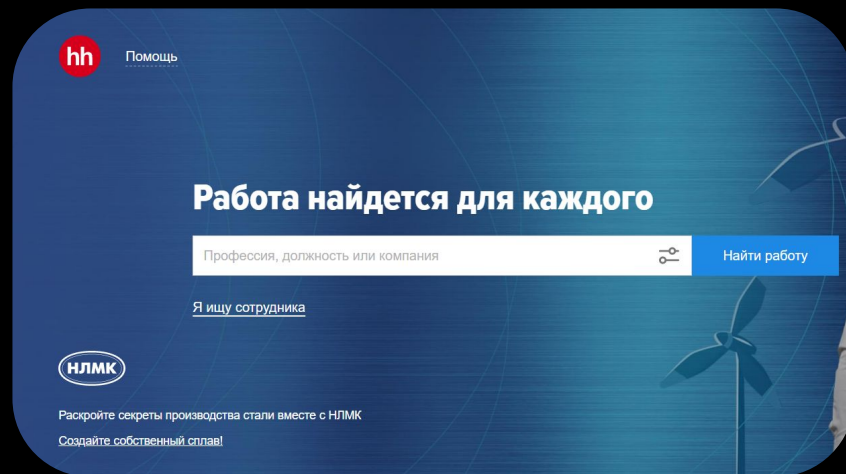 hh
Помощь
Работа найдется для каждого
Профессия, должность или компания
Найти работу
Я ищу сотрудника
НЛМК
Раскройте секреты производства стали вместе с НЛМК
Создайте собственный сплав!